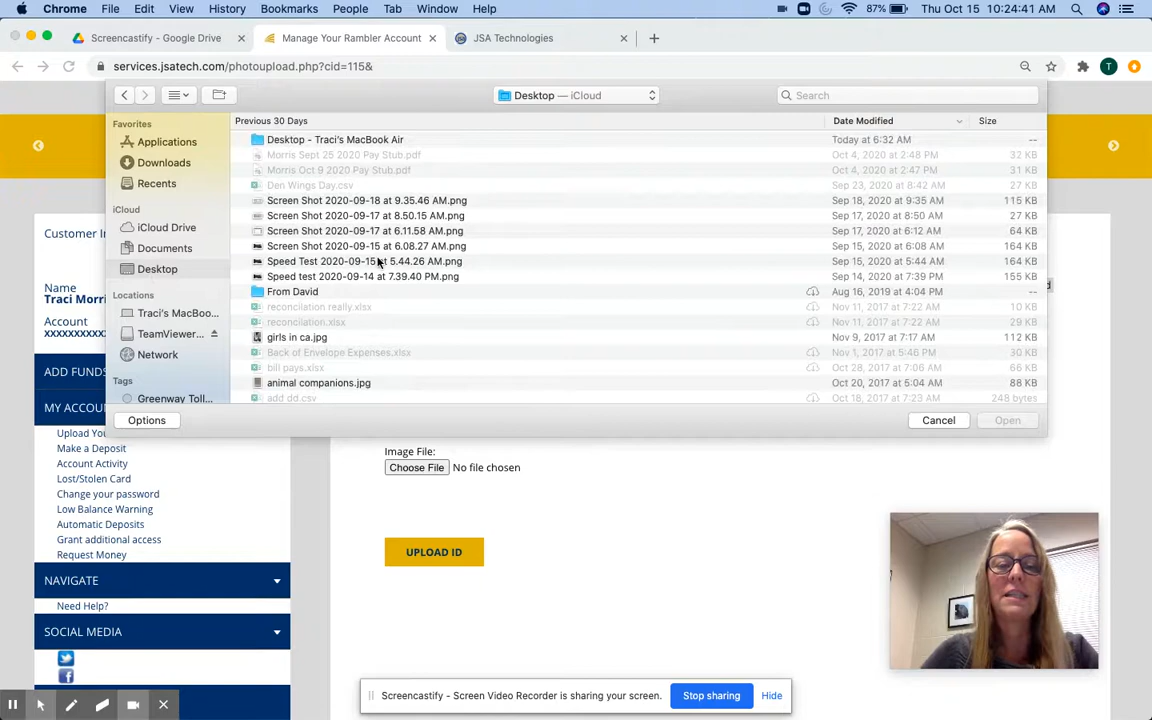 Chrome File Edit View History Bookmarks People Tab Window Help 87% Thu Oct 15 10:24:41 AM
Screencastify - Google Drive Manage Your Rambler Account JSA Technologies
services.jsatech.com/photoupload.php?cid=115& T
Desktop — iCloud Search
Favorites
Applications
Downloads
Recents
iCloud
iCloud Drive
Documents
Desktop
Locations
Traci's MacBoo...
TeamViewer...
Network
Tags
Greenway Toll...
Previous 30 Days Date Modified Size
Desktop - Traci's MacBook Air Today at 6:32 AM --
Morris Sept 25 2020 Pay Stub.pdf Oct 4, 2020 at 2:48 PM 32 KB
Morris Oct 9 2020 Pay Stub.pdf Oct 4, 2020 at 2:47 PM 31 KB
Den Wings Day.csv Sep 23, 2020 at 8:42 AM 27 KB
Screen Shot 2020-09-18 at 9.35.46 AM.png Sep 18, 2020 at 9:35 AM 115 KB
Screen Shot 2020-09-17 at 8.50.15 AM.png Sep 17, 2020 at 8:50 AM 27 KB
Screen Shot 2020-09-17 at 6.11.58 AM.png Sep 17, 2020 at 6:12 AM 64 KB
Screen Shot 2020-09-15 at 6.08.27 AM.png Sep 15, 2020 at 6:08 AM 164 KB
Speed Test 2020-09-15 at 5.44.26 AM.png Sep 15, 2020 at 5:44 AM 164 KB
Speed test 2020-09-14 at 7.39.40 PM.png Sep 14, 2020 at 7:39 PM 155 KB
From David Aug 16, 2019 at 4:04 PM --
reconcilation really.xlsx Nov 11, 2017 at 7:22 AM 10 KB
reconcilation.xlsx Nov 11, 2017 at 7:22 AM 29 KB
girls in ca.jpg Nov 9, 2017 at 7:17 AM 112 KB
Back of Envelope Expenses.xlsx Nov 1, 2017 at 5:46 PM 30 KB
bill pays.xlsx Oct 28, 2017 at 7:06 AM 66 KB
animal companions.jpg Oct 20, 2017 at 5:04 AM 88 KB
add dd.csv Oct 18, 2017 at 7:23 AM 248 bytes
Options Cancel Open
Customer In
Name
Traci Morri
Account
xxxxxxxxxxx
ADD FUNDS
MY ACCOU
Upload You
Make a Deposit
Account Activity
Lost/Stolen Card
Change your password
Low Balance Warning
Automatic Deposits
Grant additional access
Request Money
NAVIGATE
Need Help?
SOCIAL MEDIA
Image File:
Choose File No file chosen
UPLOAD ID
Screencastify - Screen Video Recorder is sharing your screen. Stop sharing Hide